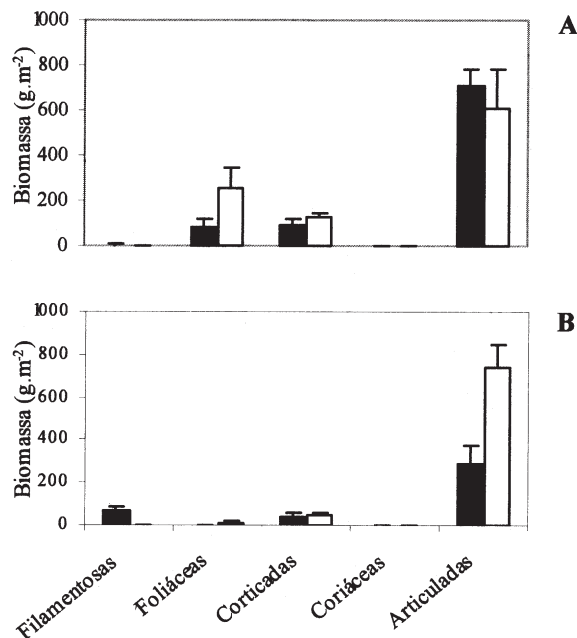 A
Biomassa (g.m-2)
1000
800
600
400
200
0
B
Biomassa (g.m-2)
1000
800
600
400
200
0
Filamentosas
Foliáceas
Corticadas
Coriáceas
Articuladas